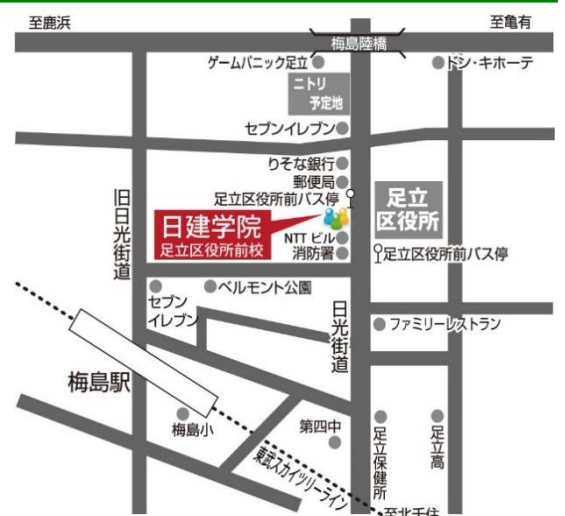 至鹿浜
至亀有
梅島陸橋
ゲームパニック足立
ドン・キホーテ
ニトリ
予定地
セブンイレブン
りそな銀行
郵便局
足立区役所前バス停
足立
区役所
旧日光街道
日建学院
足立区役所前校
NTT ビル
消防署
足立区役所前バス停
セブン
イレブン
ベルモント公園
日光街道
ファミリーレストラン
梅島駅
梅島小
第四中
足立保健所
足立高
東武スカイツリーライン
至北千住